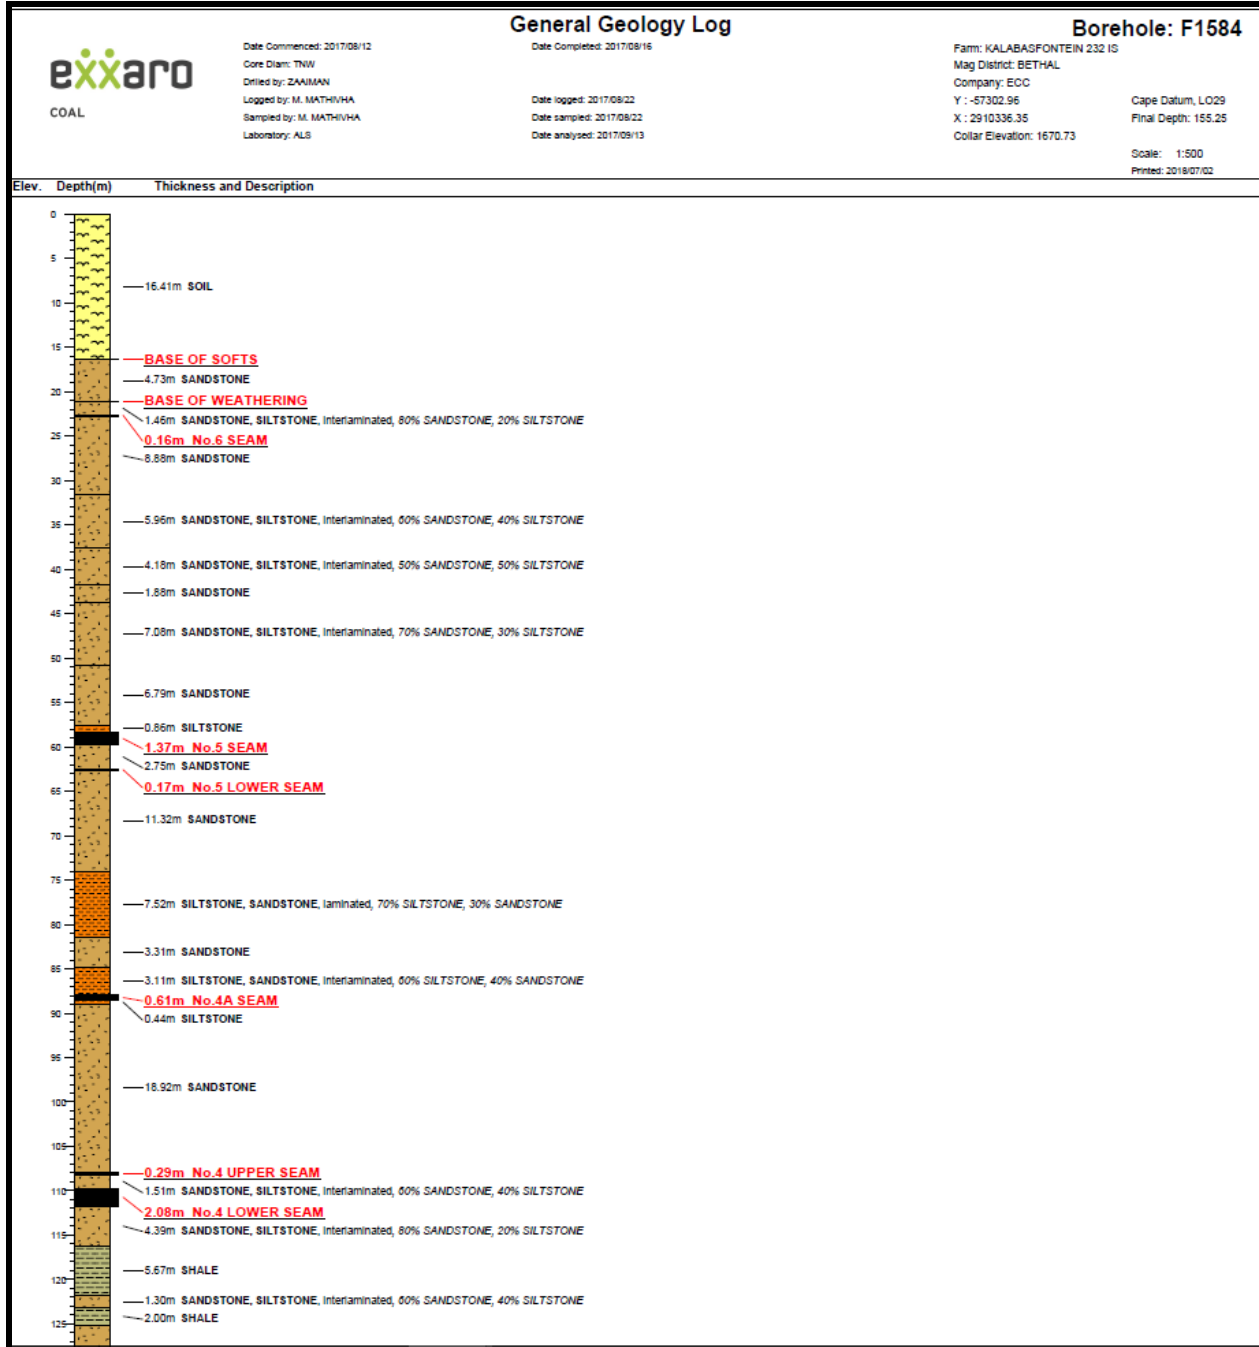 General Geology Log
Borehole: F1584
exxaro
COAL
Date Commenced: 2017/08/12
Date Completed: 2017/08/16
Core Diam: TNW
Drilled by: ZAAIMAN
Logged by: M. MATHIVHA
Date logged: 2017/08/22
Sampled by: M. MATHIVHA
Date sampled: 2017/08/22
Laboratory: ALS
Date analysed: 2017/09/13
Farm: KALABASFONTEIN 232 IS
Mag District: BETHAL
Company: ECC
Y : -57302.96
Cape Datum, LO29
X : 2910336.35
Final Depth: 155.25
Collar Elevation: 1670.73
Scale: 1:500
Printed: 2018/07/02
Elev. Depth(m) Thickness and Description
0
5
16.41m SOIL
10
15
BASE OF SOFTS
4.73m SANDSTONE
20
BASE OF WEATHERING
1.46m SANDSTONE, SILTSTONE, Interlaminated, 80% SANDSTONE, 20% SILTSTONE
25
0.16m No.6 SEAM
8.88m SANDSTONE
30
35
5.96m SANDSTONE, SILTSTONE, Interlaminated, 60% SANDSTONE, 40% SILTSTONE
40
4.18m SANDSTONE, SILTSTONE, Interlaminated, 50% SANDSTONE, 50% SILTSTONE
1.88m SANDSTONE
45
7.08m SANDSTONE, SILTSTONE, Interlaminated, 70% SANDSTONE, 30% SILTSTONE
50
6.79m SANDSTONE
55
0.86m SILTSTONE
60
1.37m No.5 SEAM
2.75m SANDSTONE
65
0.17m No.5 LOWER SEAM
11.32m SANDSTONE
70
75
7.52m SILTSTONE, SANDSTONE, laminated, 70% SILTSTONE, 30% SANDSTONE
80
3.31m SANDSTONE
85
3.11m SILTSTONE, SANDSTONE, Interlaminated, 60% SILTSTONE, 40% SANDSTONE
0.61m No.4A SEAM
90
0.44m SILTSTONE
95
18.92m SANDSTONE
100
105
0.29m No.4 UPPER SEAM
110
1.51m SANDSTONE, SILTSTONE, Interlaminated, 60% SANDSTONE, 40% SILTSTONE
2.08m No.4 LOWER SEAM
115
4.39m SANDSTONE, SILTSTONE, Interlaminated, 80% SANDSTONE, 20% SILTSTONE
5.67m SHALE
120
1.30m SANDSTONE, SILTSTONE, Interlaminated, 60% SANDSTONE, 40% SILTSTONE
2.00m SHALE
125